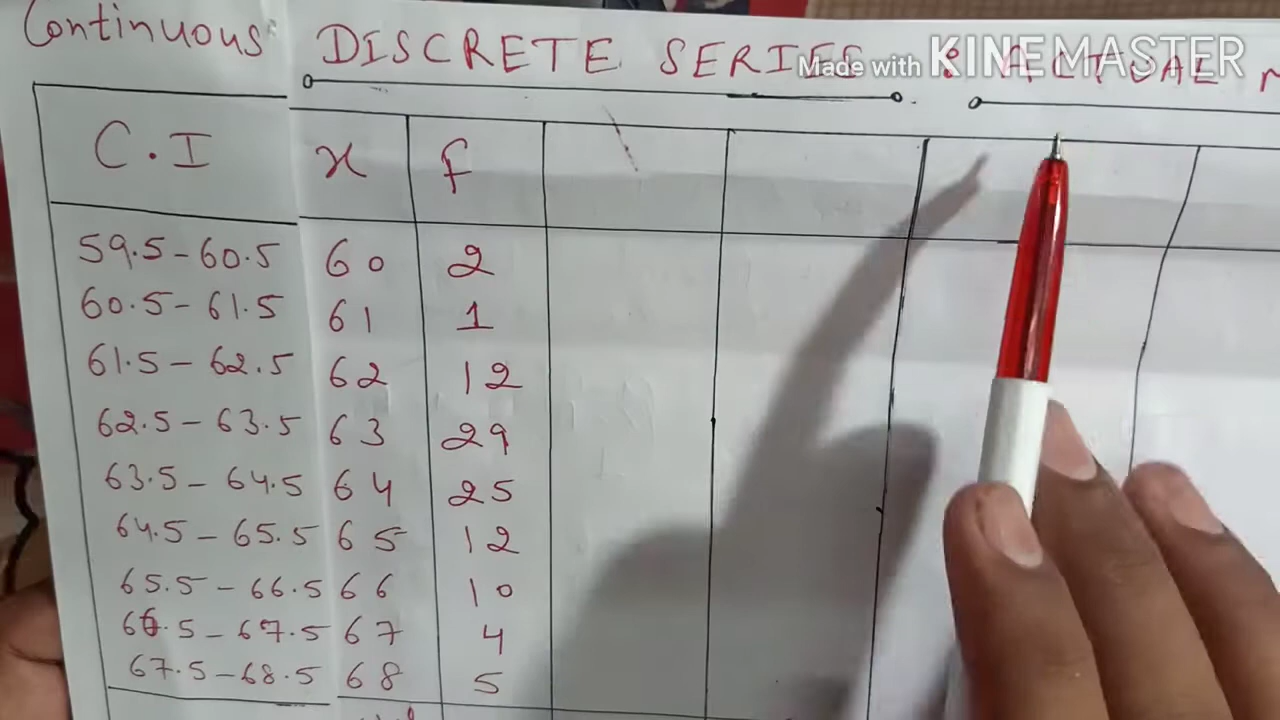 Continuous DISCRETE SERIES : ACTUAL
Made with KINEMASTER
C.I x f
59.5-60.5 60 2
60.5-61.5 61 1
61.5-62.5 62 12
62.5-63.5 63 29
63.5-64.5 64 25
64.5-65.5 65 12
65.5-66.5 66 10
66.5-67.5 67 4
67.5-68.5 68 5